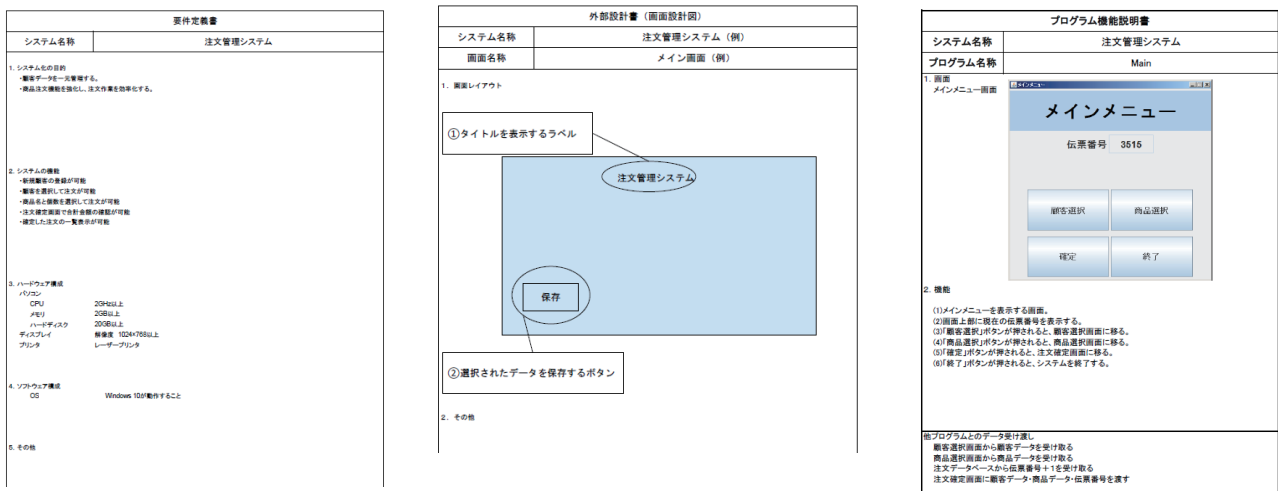 要件定義書
システム名称 注文管理システム
1. システム化の目的
・顧客データを一元管理する。
・商品注文機能を強化し、注文作業を効率化する。
2. システムの機能
・新規顧客の登録が可能
・顧客を選択して注文が可能
・商品名と個数を選択して注文が可能
・注文確定画面で合計金額の確認が可能
・確定した注文の一覧表示が可能
3. ハードウェア構成
パソコン
CPU 2GHz以上
メモリ 2GB以上
ハードディスク 20GB以上
ディスプレイ 解像度 1024×768以上
プリンタ レーザープリンタ
4. ソフトウェア構成
OS Windows 10が動作すること
5. その他
外部設計書（画面設計図）
システム名称 注文管理システム（例）
画面名称 メイン画面（例）
1. 画面レイアウト
①タイトルを表示するラベル
注文管理システム
保存
②選択されたデータを保存するボタン
2. その他
プログラム機能説明書
システム名称 注文管理システム
プログラム名称 Main
1. 画面
メインメニュー画面
メインメニュー
メインメニュー
伝票番号 3515
顧客選択 商品選択
確定 終了
2. 機能
(1)メインメニューを表示する画面。
(2)画面上部に現在の伝票番号を表示する。
(3)「顧客選択」ボタンが押されると、顧客選択画面に移る。
(4)「商品選択」ボタンが押されると、商品選択画面に移る。
(5)「確定」ボタンが押されると、注文確定画面に移る。
(6)「終了」ボタンが押されると、システムを終了する。
他プログラムとのデータ受け渡し
顧客選択画面から顧客データを受け取る
商品選択画面から商品データを受け取る
注文データベースから伝票番号＋1を受け取る
注文確定画面に顧客データ・商品データ・伝票番号を渡す